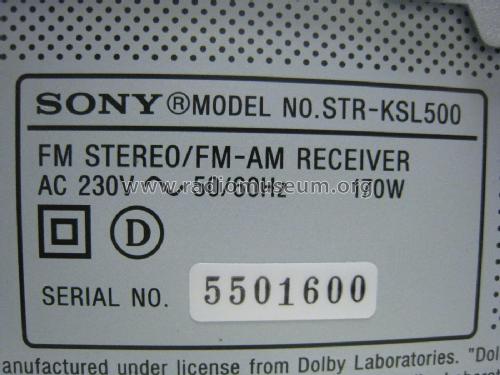 SONY ® MODEL NO. STR-KSL500
FM STEREO/FM-AM RECEIVER
AC 230V ~ 50/60Hz 170W
www.radiomuseum.org
D
SERIAL NO. 5501600
anufactured under license from Dolby Laboratories. "Dol